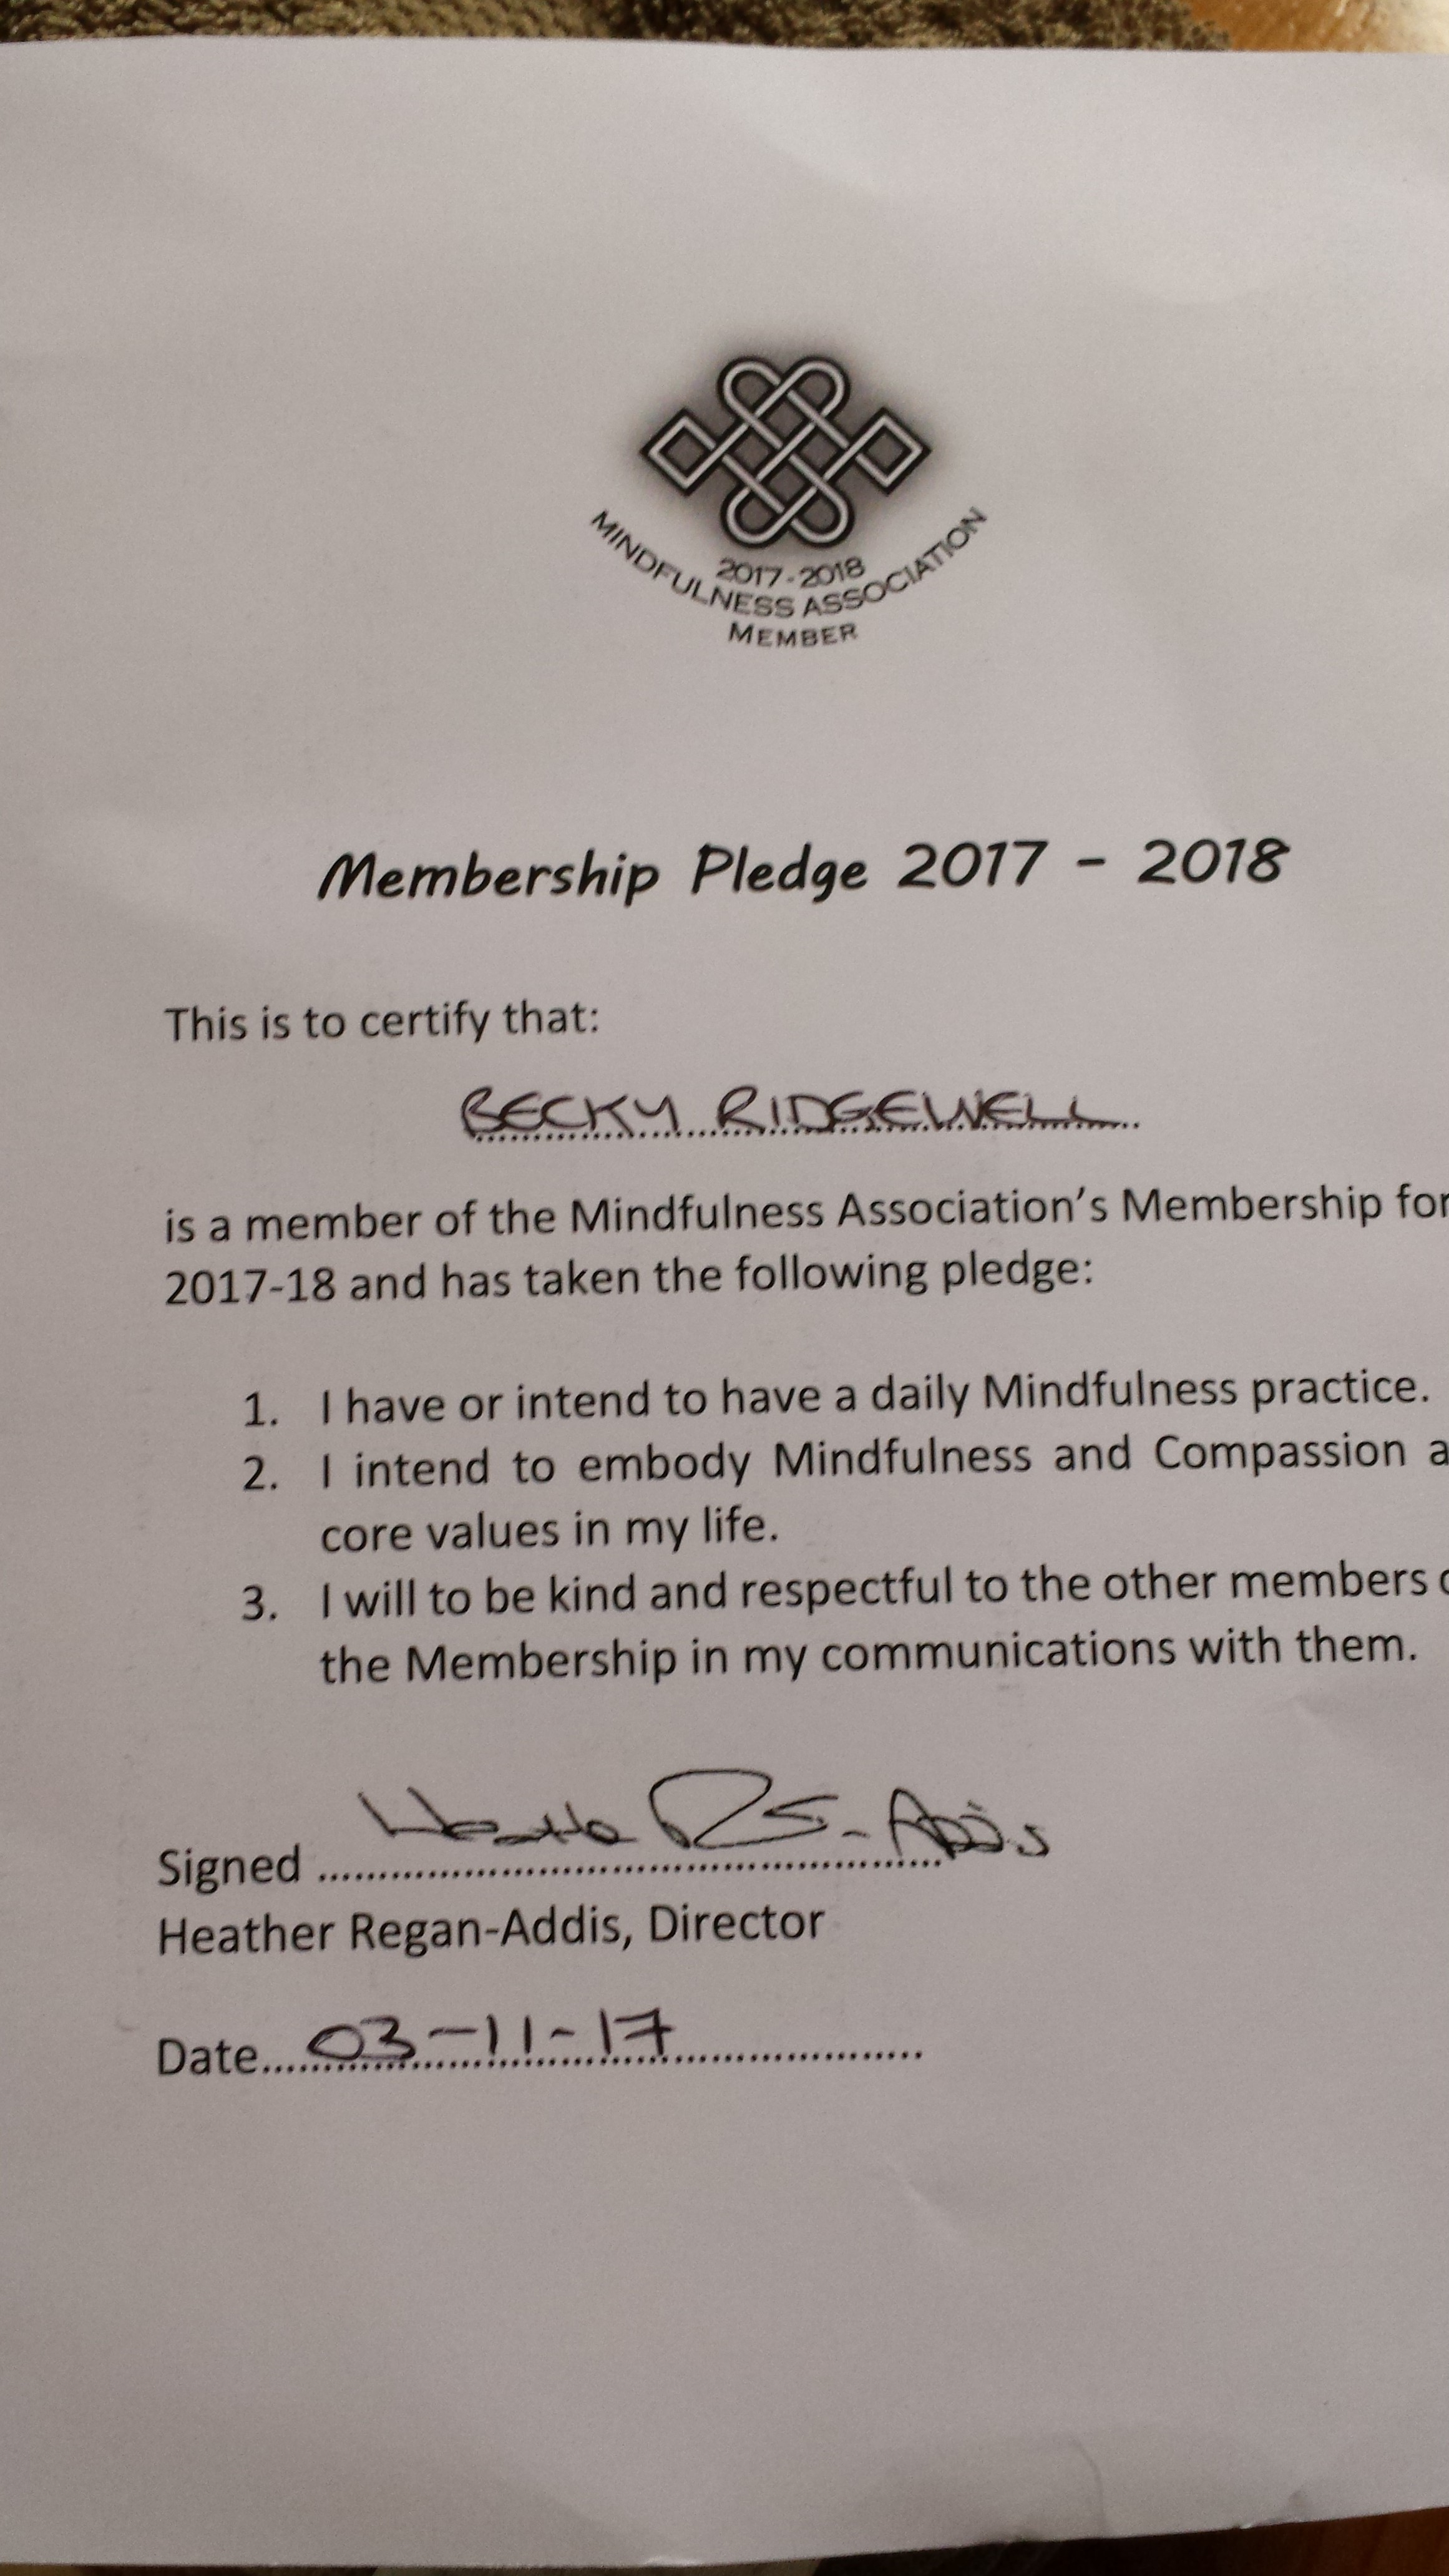 2017-2018
MINDFULNESS ASSOCIATION
MEMBER
Membership Pledge 2017 - 2018
This is to certify that:
BECKY RIDGEWELL
is a member of the Mindfulness Association's Membership for
2017-18 and has taken the following pledge:
1. I have or intend to have a daily Mindfulness practice.
2. I intend to embody Mindfulness and Compassion a
core values in my life.
3. I will to be kind and respectful to the other members
the Membership in my communications with them.
Signed
Heather Regan-Addis, Director
Date 03-11-17